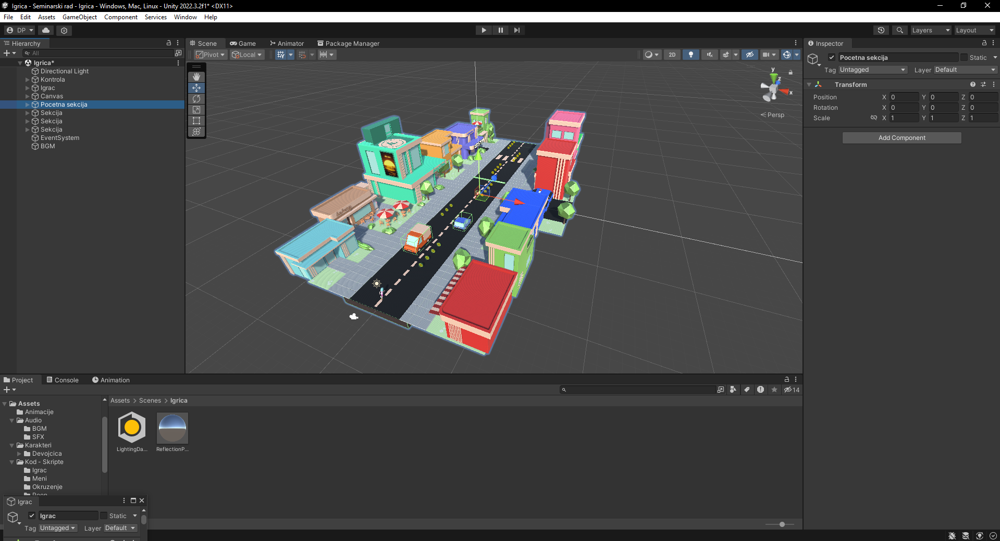 Igrica - Seminarski rad - Igrica - Windows, Mac, Linux - Unity 2022.3.2f1* <DX11>
File Edit Assets GameObject Component Services Window Help
DP
Layers Layout
Hierarchy
All
Igrica*
Directional Light
Kontrola
Igrac
Canvas
Pocetna sekcija
Sekcija
Sekcija
Sekcija
EventSystem
BGM
Scene Game Animator Package Manager
Pivot Local 2D
y
z
x
Persp
Inspector
Pocetna sekcija Static
Tag Untagged Layer Default
Transform
Position X 0 Y 0 Z 0
Rotation X 0 Y 0 Z 0
Scale X 1 Y 1 Z 1
Add Component
Project Console Animation
14
Assets
Animacije
Audio
BGM
SFX
Karakteri
Devojcica
Kod - Skripte
Igrac
Meni
Okruzenje
Assets > Scenes > Igrica
LightingDa...
ReflectionP...
Igrac
Igrac Static
Tag Untagged Layer Default